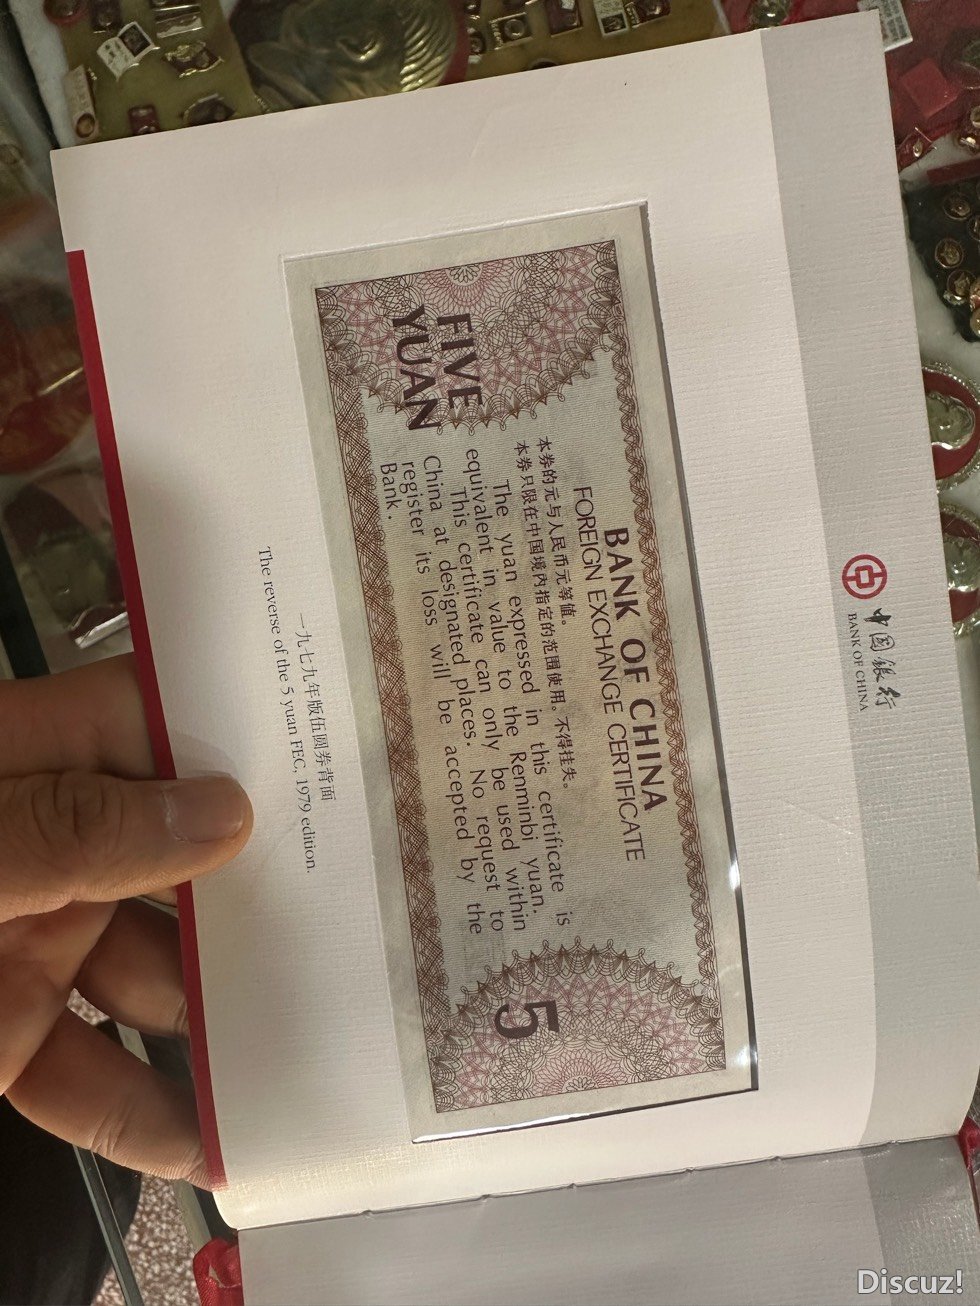 中国银行
BANK OF CHINA
BANK OF CHINA
FOREIGN EXCHANGE CERTIFICATE
本券的元与人民币元等值。
本券只限在中国境内指定的范围使用。不得挂失。
The yuan expressed in this certificate is
equivalent in value to the Renminbi yuan.
This certificate can only be used within
China at designated places. No request to
register its loss will be accepted by the
Bank.
FIVE
YUAN
5
一九七九年版伍圆券背面
The reverse of the 5 yuan FEC, 1979 edition.
Discuz!